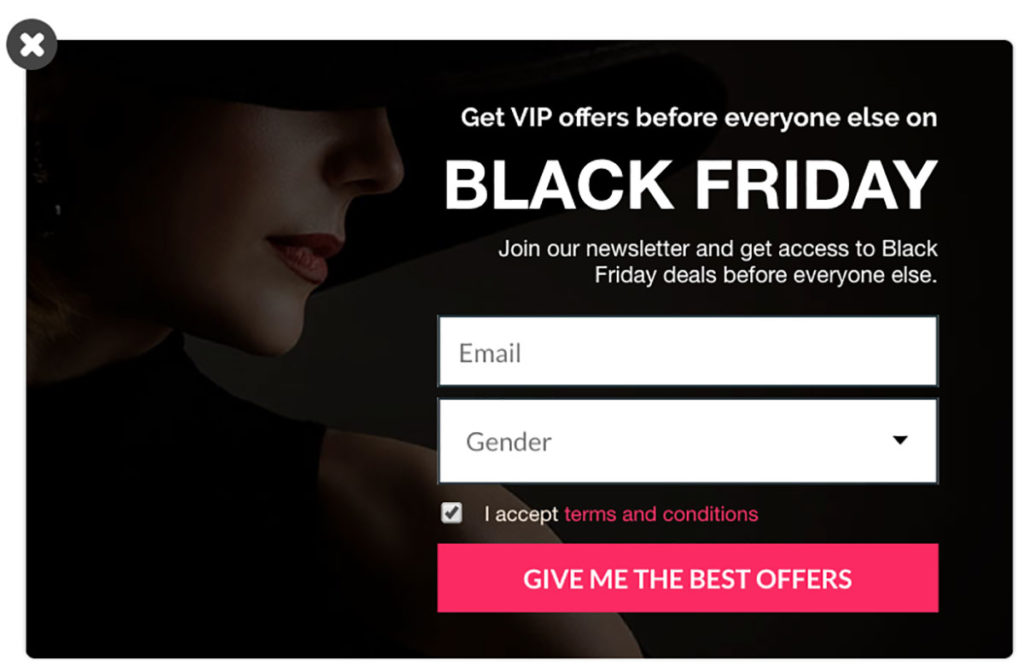 Get VIP offers before everyone else on
BLACK FRIDAY
Join our newsletter and get access to Black
Friday deals before everyone else.
Email
Gender
I accept terms and conditions
GIVE ME THE BEST OFFERS